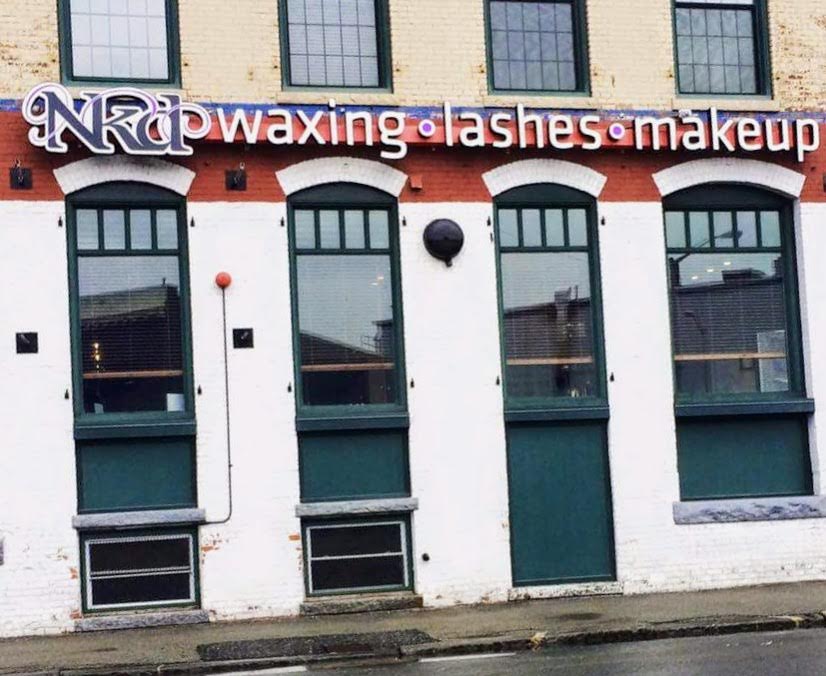 NKd waxing • lashes • makeup